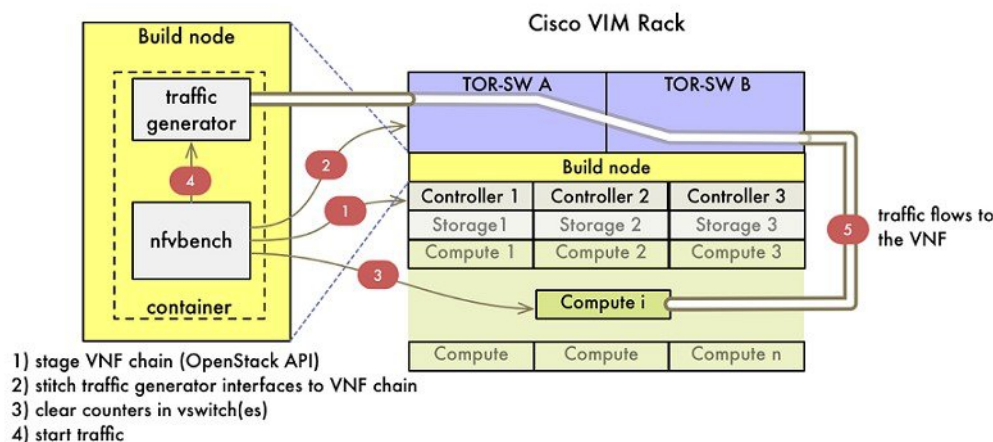 Build node
Cisco VIM Rack
traffic
generator
nfvbench
container
4
2
1
3
TOR-SW A
TOR-SW B
Build node
Controller 1
Controller 2
Controller 3
Storage1
Storage 2
Storage 3
Compute 1
Compute 2
Compute 3
Compute i
Compute
Compute
Compute n
5
traffic flows to
the VNF
1) stage VNF chain (OpenStack API)
2) stitch traffic generator interfaces to VNF chain
3) clear counters in vswitch(es)
4) start traffic